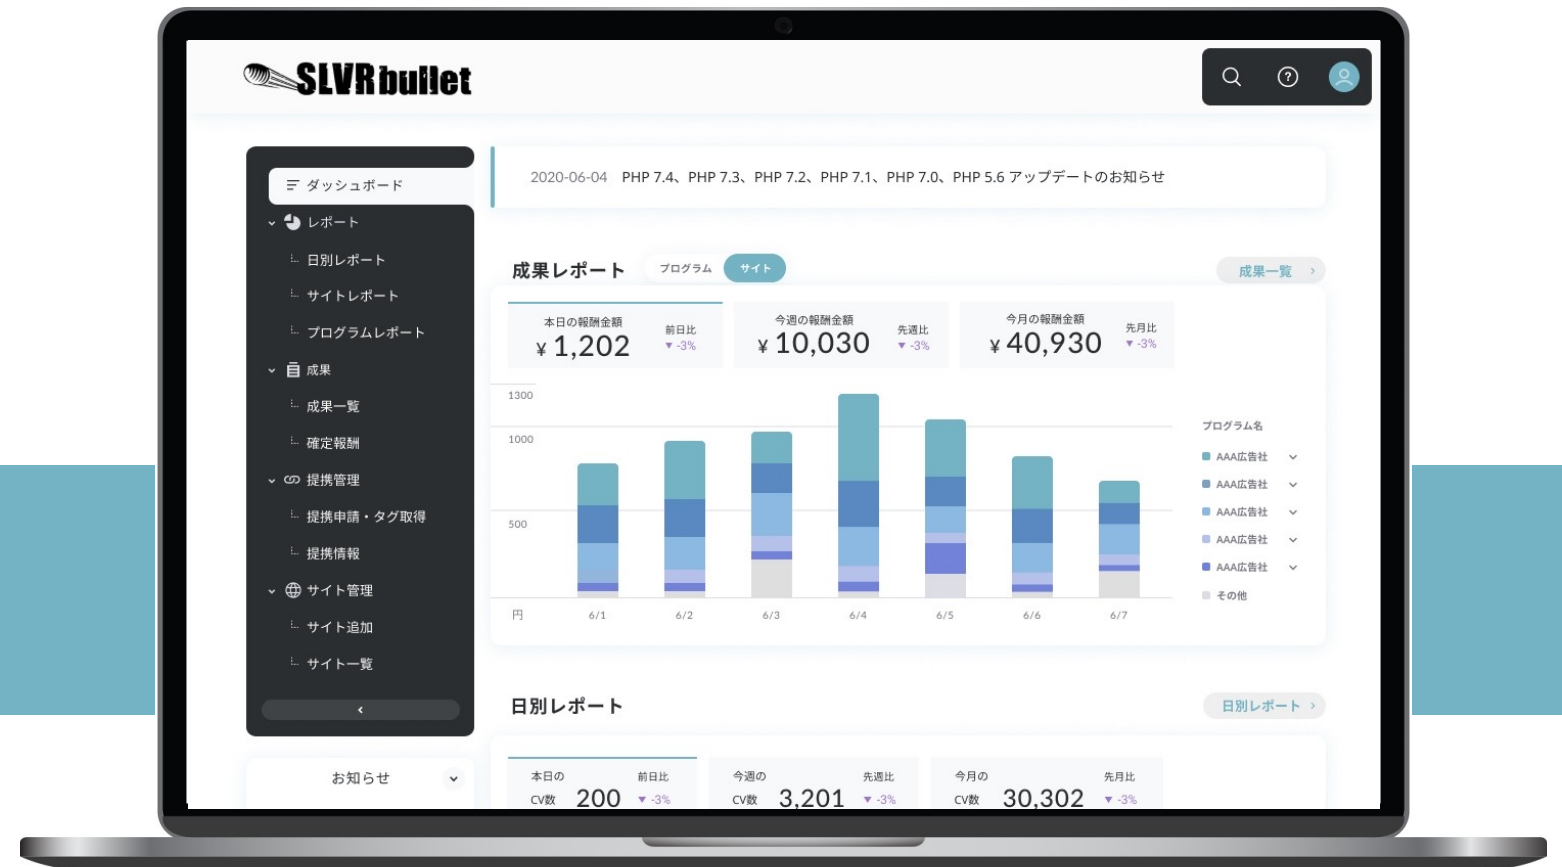 SLVRbullet
ダッシュボード
レポート
日別レポート
サイトレポート
プログラムレポート
成果
成果一覧
確定報酬
提携管理
提携申請・タグ取得
提携情報
サイト管理
サイト追加
サイト一覧
お知らせ
2020-06-04 PHP 7.4、PHP 7.3、PHP 7.2、PHP 7.1、PHP 7.0、PHP 5.6 アップデートのお知らせ
成果レポート プログラム サイト 成果一覧
本日の報酬金額
¥ 1,202
前日比
▼ -3%
今週の報酬金額
¥ 10,030
先週比
▼ -3%
今月の報酬金額
¥ 40,930
先月比
▼ -3%
1300
1000
500
円 6/1 6/2 6/3 6/4 6/5 6/6 6/7
プログラム名
AAA広告社
AAA広告社
AAA広告社
AAA広告社
AAA広告社
その他
日別レポート 日別レポート
本日の
CV数 200
前日比
▼ -3%
今週の
CV数 3,201
先週比
▼ -3%
今月の
CV数 30,302
先月比
▼ -3%